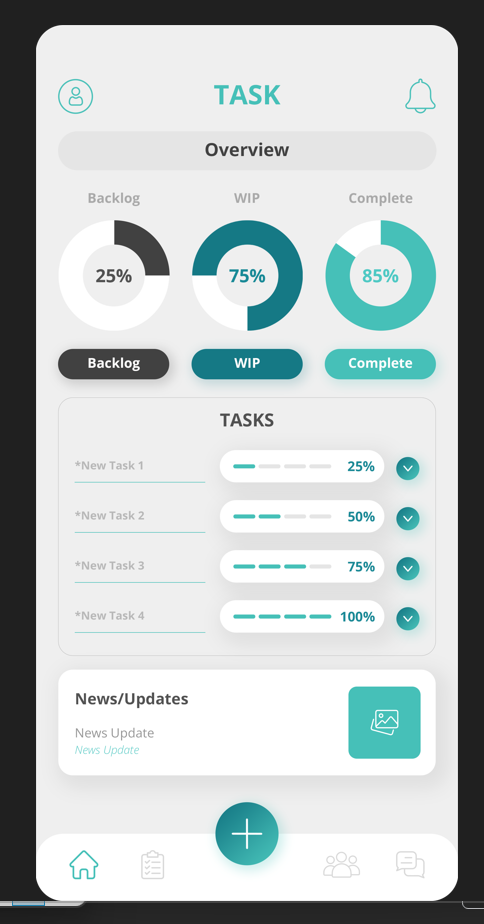 TASK
Overview
Backlog
WIP
Complete
25%
75%
85%
Backlog
WIP
Complete
TASKS
*New Task 1
25%
*New Task 2
50%
*New Task 3
75%
*New Task 4
100%
News/Updates
News Update
News Update